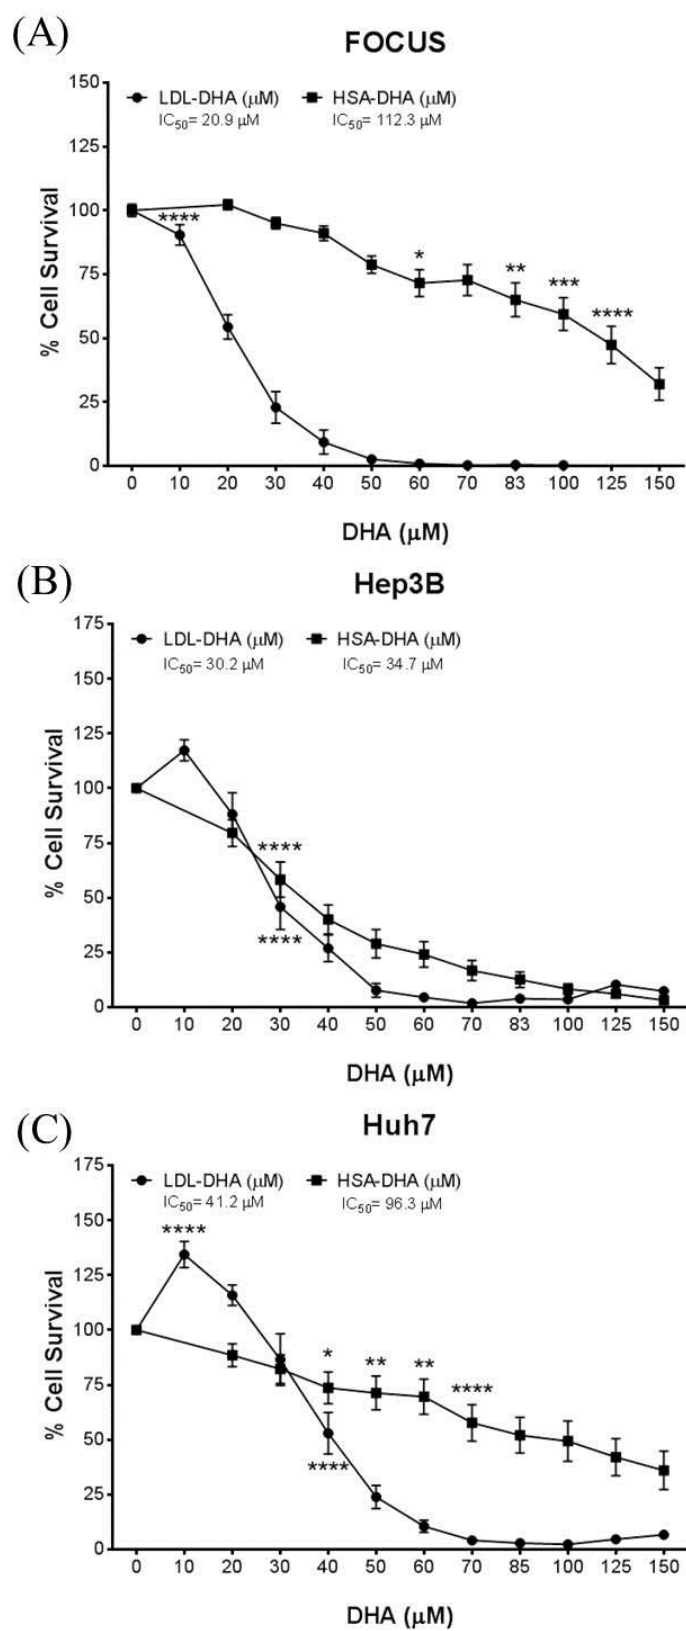 (A)
FOCUS
150
LDL-DHA (μM) HSA-DHA (μM)
IC50= 20.9 μM IC50= 112.3 μM
125
100
****
75
* ** *** ****
50
25
0
% Cell Survival
0 10 20 30 40 50 60 70 83 100 125 150
DHA (μM)
(B)
Hep3B
175
LDL-DHA (μM) HSA-DHA (μM)
IC50= 30.2 μM IC50= 34.7 μM
150
125
100
75
****
50
****
25
0
% Cell Survival
0 10 20 30 40 50 60 70 83 100 125 150
DHA (μM)
(C)
Huh7
175
LDL-DHA (μM) HSA-DHA (μM)
IC50= 41.2 μM IC50= 96.3 μM
150
****
125
100
* ** ** ****
75
50
****
25
0
% Cell Survival
0 10 20 30 40 50 60 70 85 100 125 150
DHA (μM)